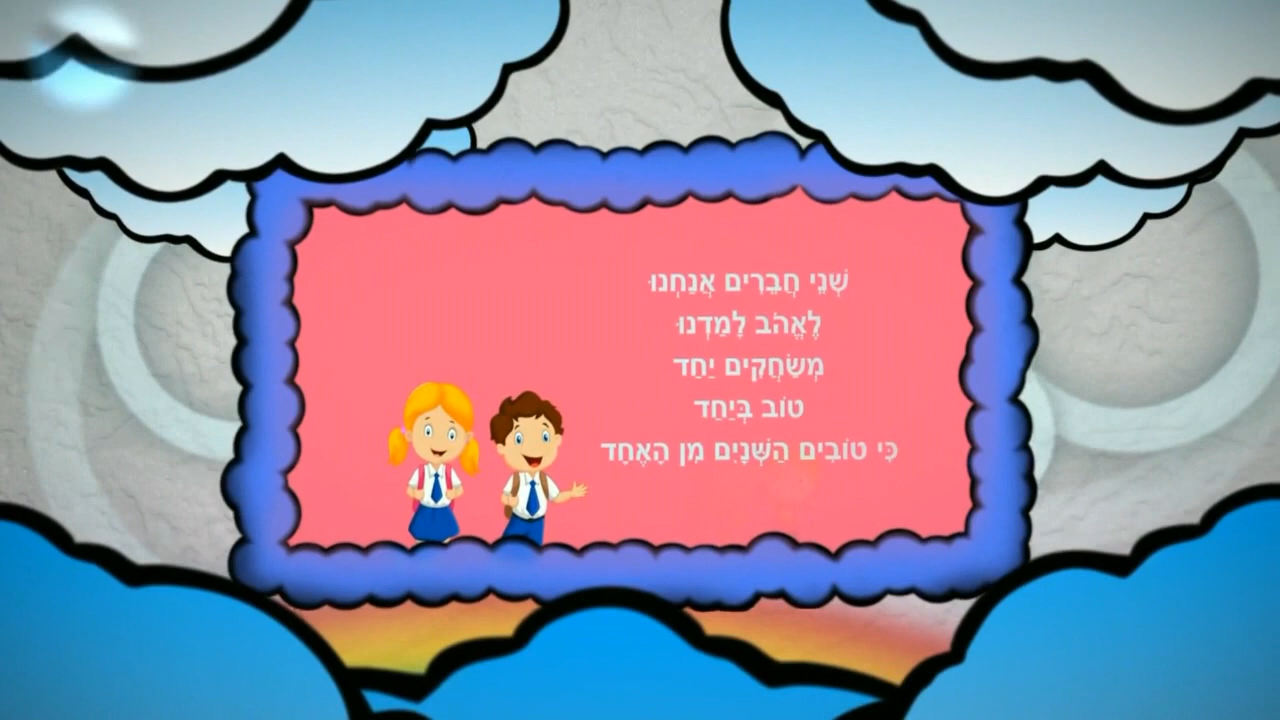 שְׁנֵי חֲבֵרִים אֲנַחְנוּ
לֶאֱהֹב לָמַדְנוּ
מְשַׂחֲקִים יַחַד
טוֹב בְּיַחַד
כִּי טוֹבִים הַשְּׁנַיִם מִן הָאֶחָד